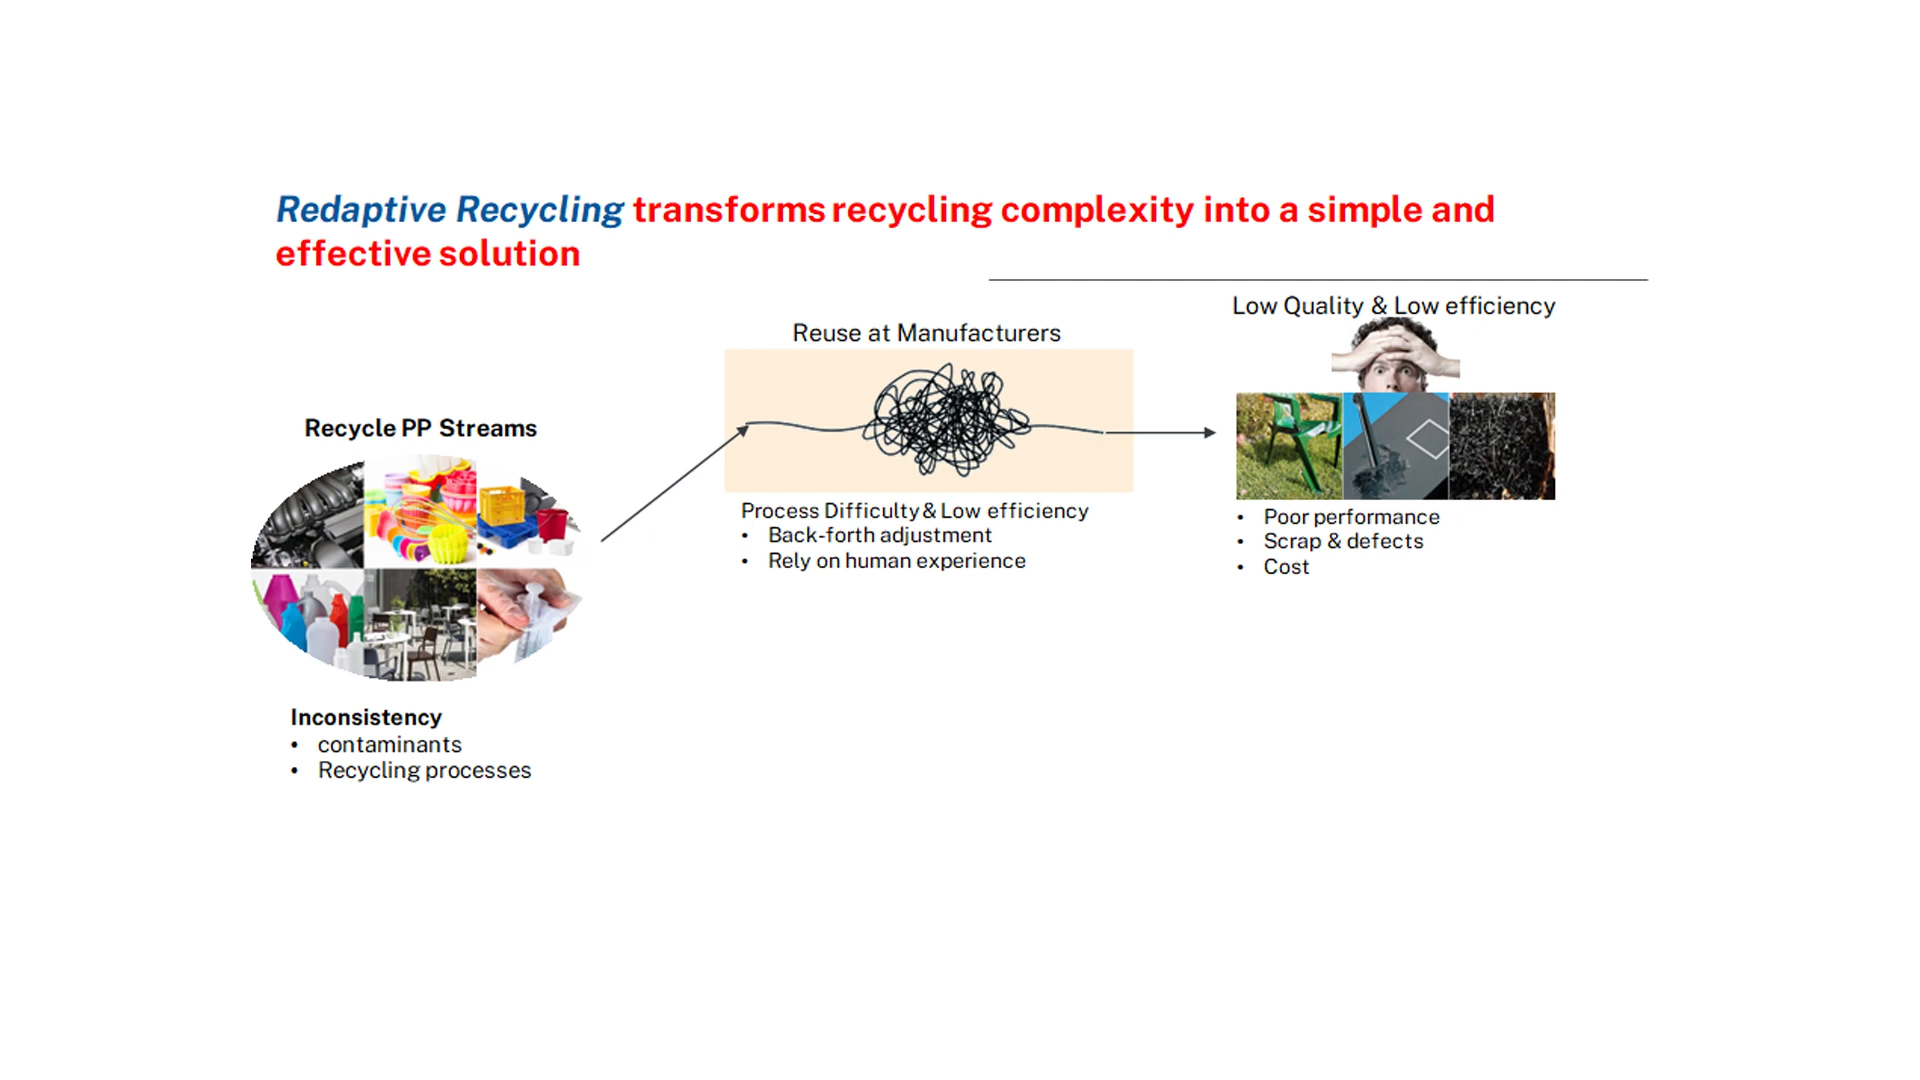 Redaptive Recycling transforms recycling complexity into a simple and
effective solution
Recycle PP Streams
Inconsistency
• contaminants
• Recycling processes
Reuse at Manufacturers
Process Difficulty & Low efficiency
• Back-forth adjustment
• Rely on human experience
Low Quality & Low efficiency
• Poor performance
• Scrap & defects
• Cost